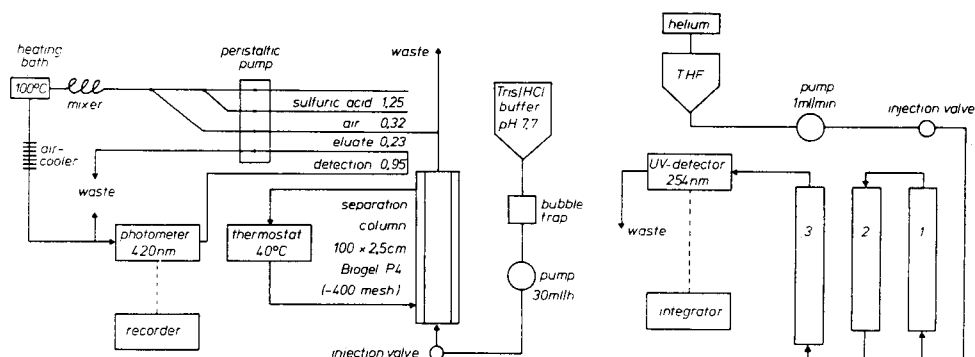 heating
bath
100°C
mixer
air-
cooler
waste
photometer
420nm
recorder
peristaltic
pump
sulfuric acid 1,25
air 0,32
eluate 0,23
detection 0,95
waste
thermostat
40°C
separation
column
100 × 2,5cm
Biogel P4
(-400 mesh)
injection valve
Tris/HCl
buffer
pH 7,7
bubble
trap
pump
30ml/h
helium
THF
pump
1ml/min
injection valve
UV-detector
254nm
waste
integrator
3
2
1